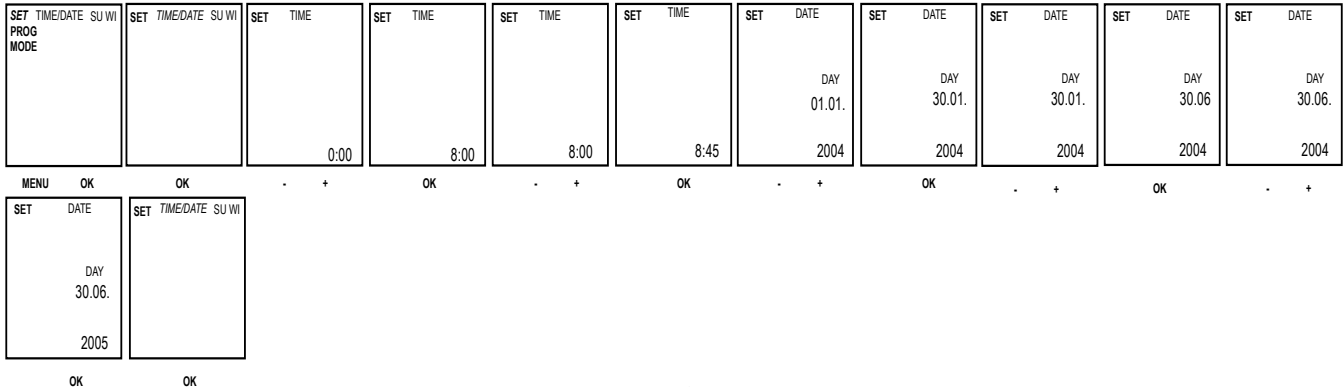 SET TIME/DATE SU WI
PROG
MODE
MENU OK
SET TIME/DATE SU WI
OK
SET TIME
0:00
- +
SET TIME
8:00
OK
SET TIME
8:00
- +
SET TIME
8:45
OK
SET DATE
DAY
01.01.
2004
- +
SET DATE
DAY
30.01.
2004
OK
SET DATE
DAY
30.01.
2004
- +
SET DATE
DAY
30.06
2004
OK
SET DATE
DAY
30.06.
2004
- +
SET DATE
DAY
30.06.
2005
OK
SET TIME/DATE SU WI
OK